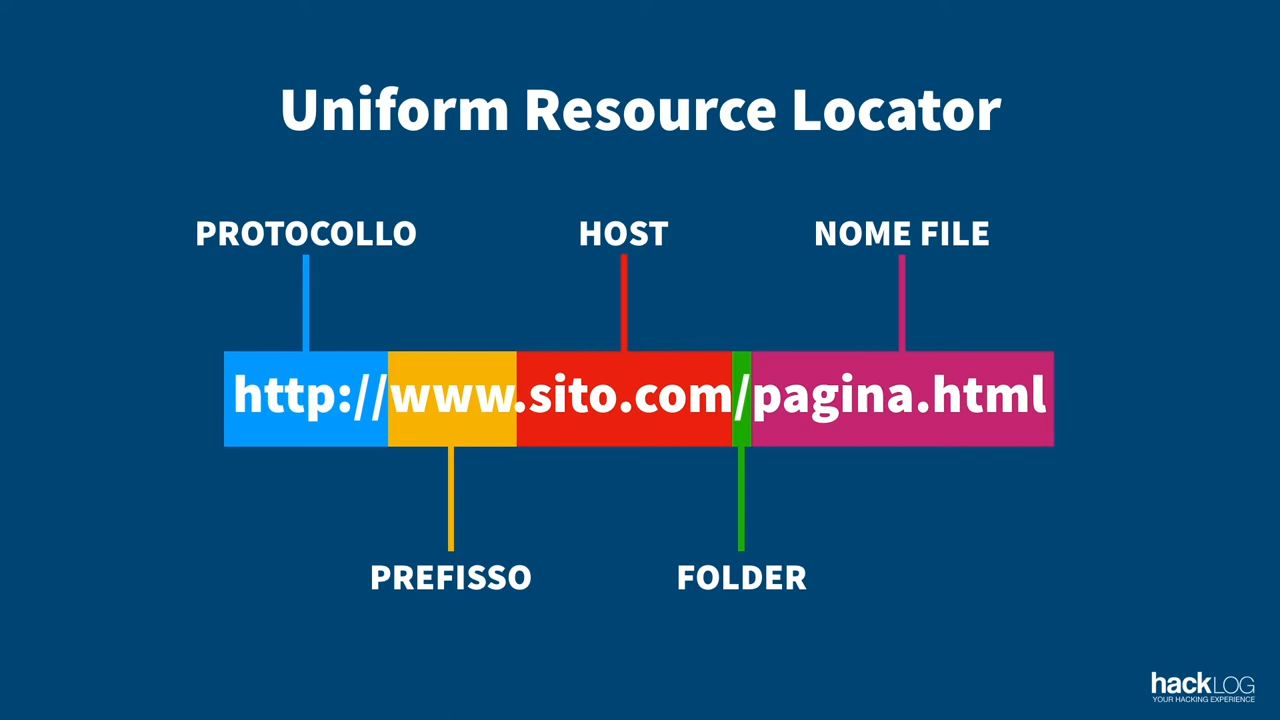 Uniform Resource Locator
PROTOCOLLO
HOST
NOME FILE
http://www.sito.com/pagina.html
PREFISSO
FOLDER
hackLOG
YOUR HACKING EXPERIENCE